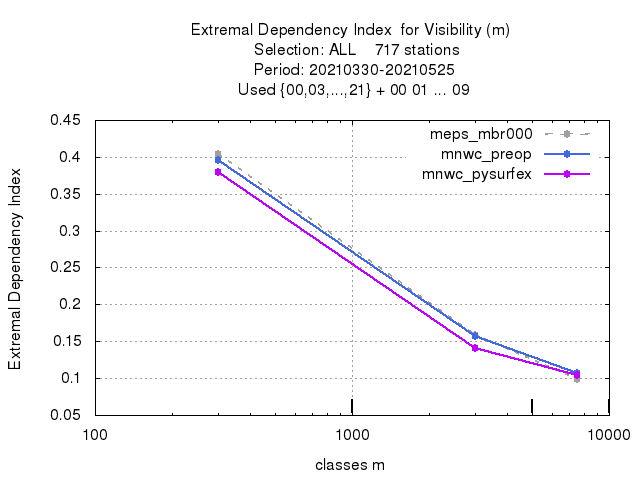 Extremal Dependency Index  for Visibility (m)
Selection: ALL    717 stations
Period: 20210330-20210525
Used {00,03,...,21} + 00 01 ... 09
meps_mbr000
mnwc_preop
mnwc_pysurfex
0.45
0.4
0.35
0.3
0.25
0.2
0.15
0.1
0.05
Extremal Dependency Index
100
1000
10000
classes m